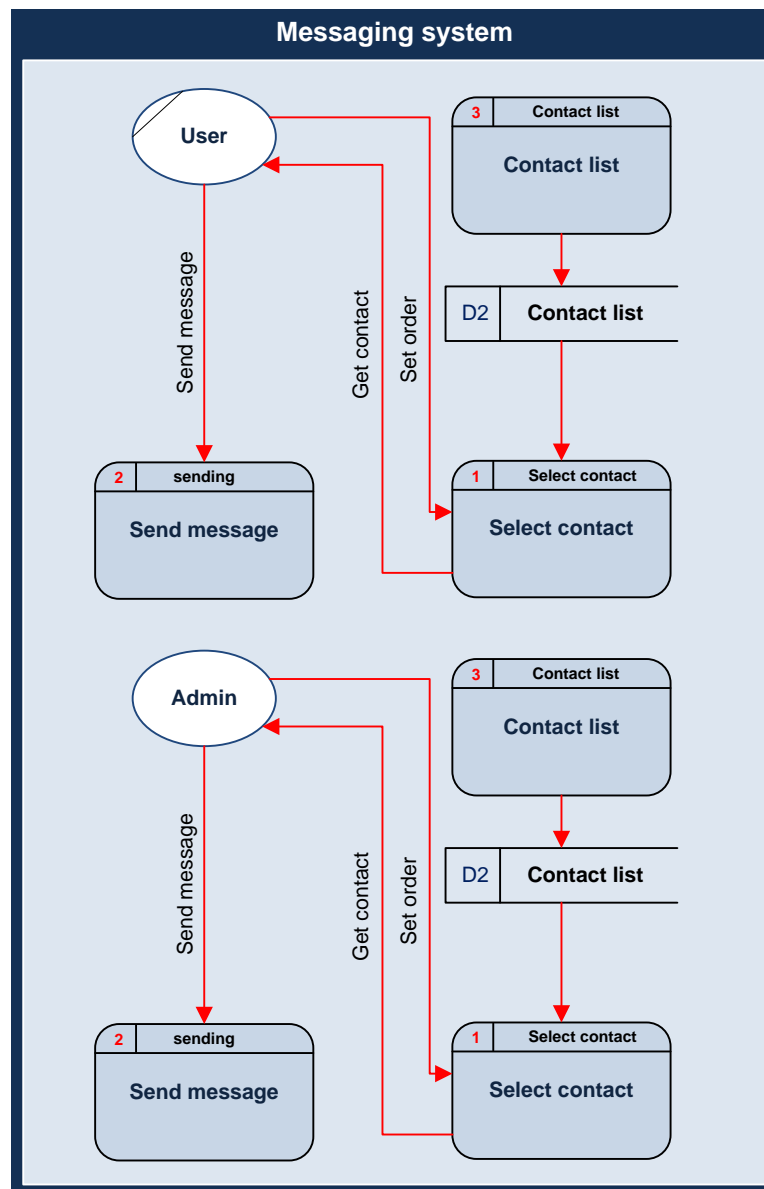 Messaging system
User
3 Contact list
Contact list
D2 Contact list
Send message
Get contact
Set order
2 sending
Send message
1 Select contact
Select contact
Admin
3 Contact list
Contact list
D2 Contact list
Send message
Get contact
Set order
2 sending
Send message
1 Select contact
Select contact